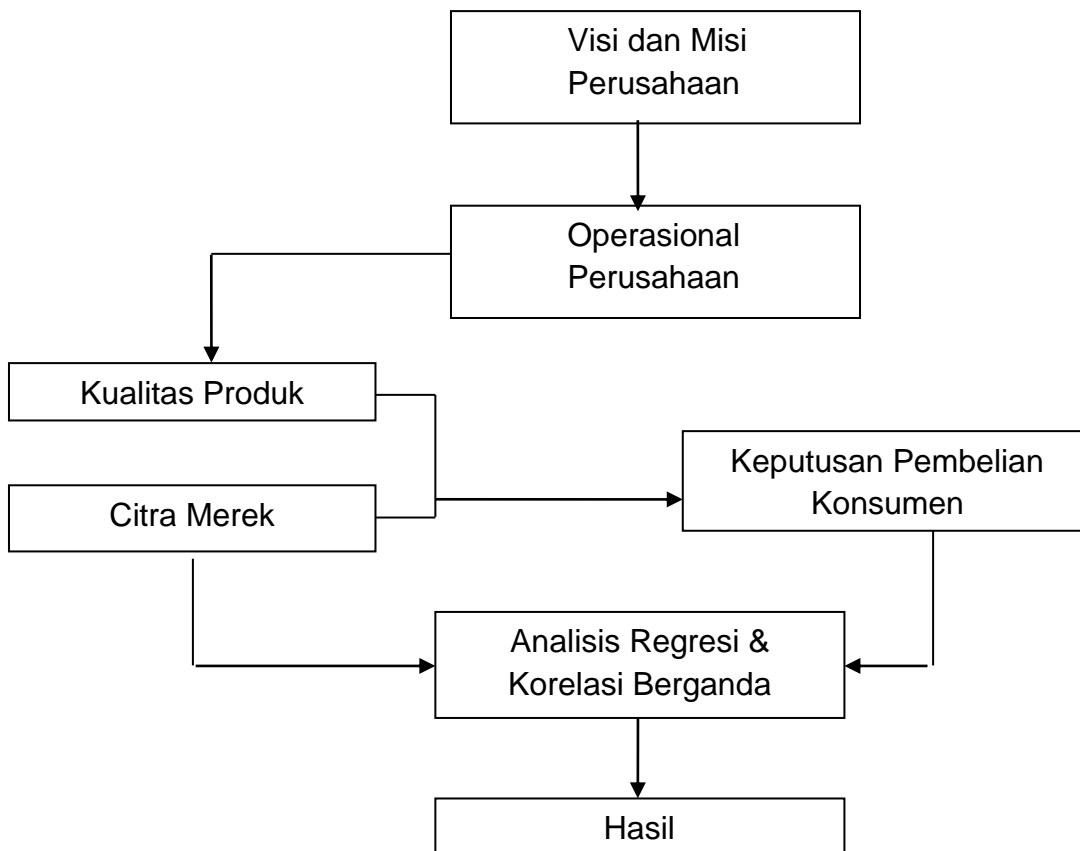 Visi dan Misi
Perusahaan
Operasional
Perusahaan
Kualitas Produk
Citra Merek
Keputusan Pembelian
Konsumen
Analisis Regresi &
Korelasi Berganda
Hasil